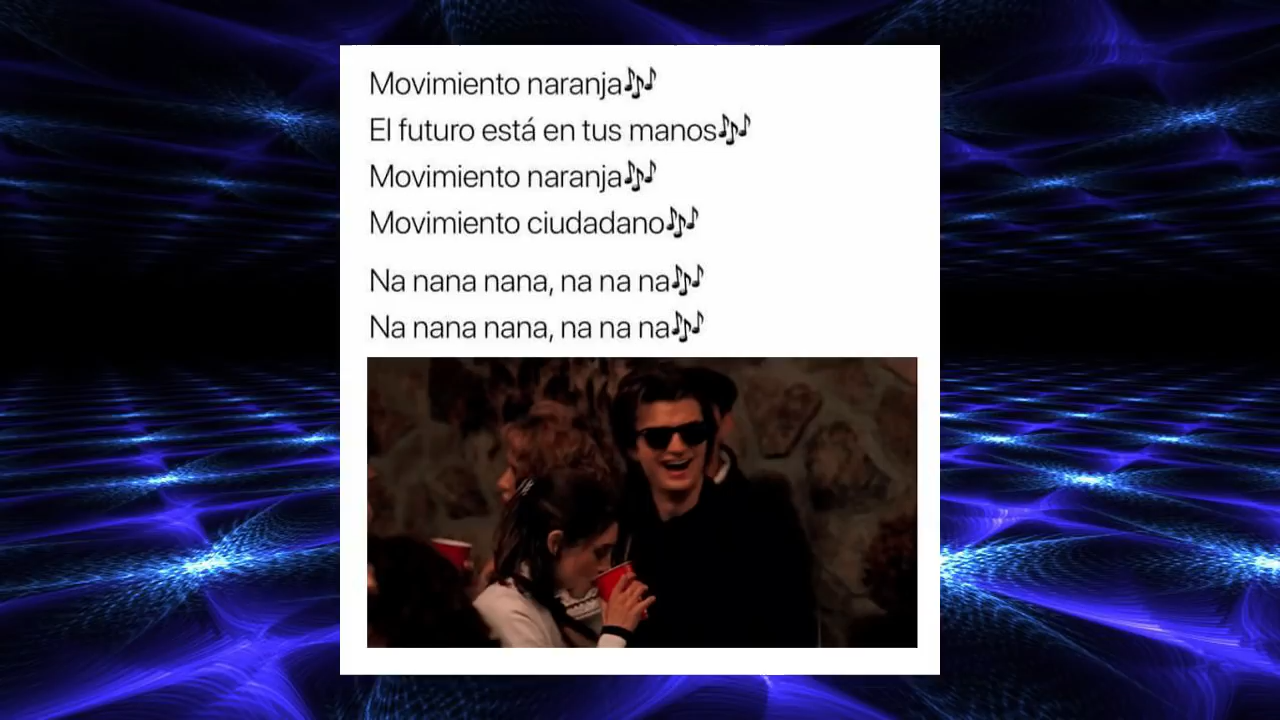 Movimiento naranja🎶
El futuro está en tus manos🎶
Movimiento naranja🎶
Movimiento ciudadano🎶
Na nana nana, na na na🎶
Na nana nana, na na na🎶